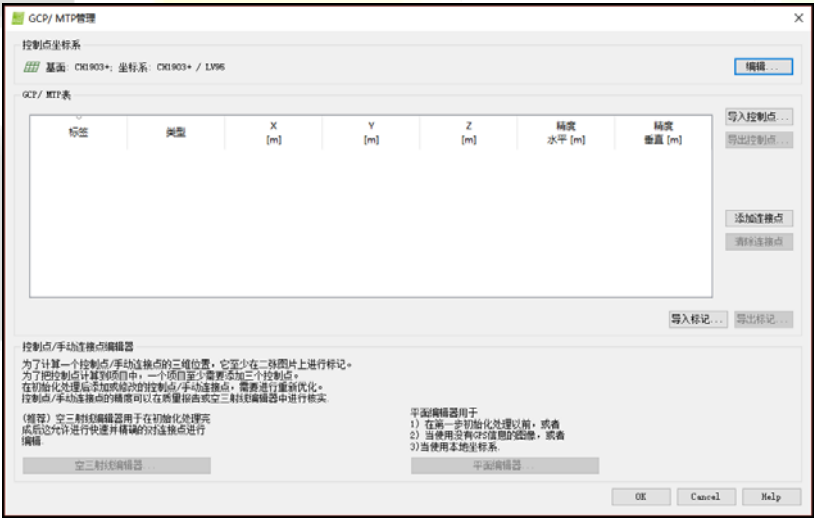 GCP/ MTP管理
控制点坐标系
基面: CH1903+; 坐标系: CH1903+ / LV95
编辑...
GCP/ MTP表
标签 类型 X [m] Y [m] Z [m] 精度 水平 [m] 精度 垂直 [m]
导入控制点...
导出控制点...
添加连接点
清除连接点
导入标记...
导出标记...
控制点/手动连接点编辑器
为了计算一个控制点/手动连接点的三维位置，它至少在二张图片上进行标记。
为了把控制点计算到项目中，一个项目至少需要添加三个控制点。
在初始化处理后添加或修改的控制点/手动连接点，需要进行重新优化。
控制点/手动连接点的精度可以在质量报告或空三射线编辑器中进行核实.
(推荐) 空三射线编辑器用于在初始化处理完
成后这允许进行快速并精确的对连接点进行
编辑.
空三射线编辑器...
平面编辑器用于
1) 在第一步初始化处理以前，或者
2) 当使用没有GPS信息的图像，或者
3)当使用本地坐标系.
平面编辑器...
OK
Cancel
Help